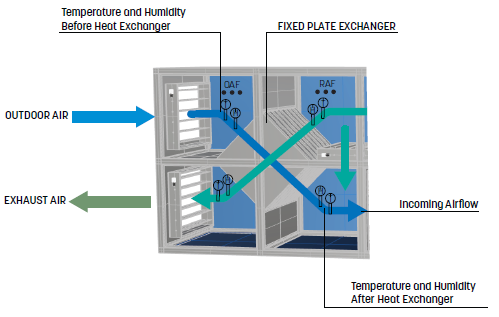 Temperature and Humidity
Before Heat Exchanger
FIXED PLATE EXCHANGER
OAF
RAF
OUTDOOR AIR
EXHAUST AIR
Incoming Airflow
Temperature and Humidity
After Heat Exchanger